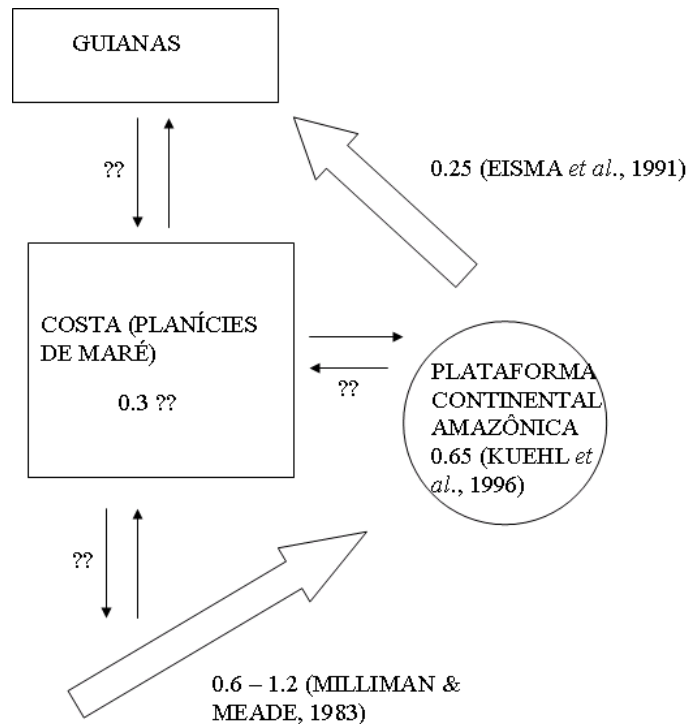 GUIANAS
??
0.25 (EISMA et al., 1991)
COSTA (PLANÍCIES
DE MARÉ)
0.3 ??
??
PLATAFORMA
CONTINENTAL
AMAZÔNICA
0.65 (KUEHL et
al., 1996)
??
0.6 – 1.2 (MILLIMAN &
MEADE, 1983)